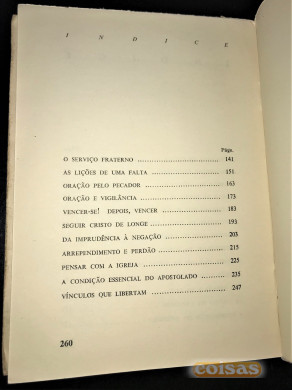 I N D I C E
Págs.
O SERVIÇO FRATERNO 141
AS LIÇÕES DE UMA FALTA 151
ORAÇÃO PELO PECADOR 163
ORAÇÃO E VIGILÂNCIA 173
VENCER-SE! DEPOIS, VENCER 183
SEGUIR CRISTO DE LONGE 193
DA IMPRUDÊNCIA À NEGAÇÃO 203
ARREPENDIMENTO E PERDÃO 215
PENSAR COM A IGREJA 225
A CONDIÇÃO ESSENCIAL DO APOSTOLADO 235
VÍNCULOS QUE LIBERTAM 247
260
coisas